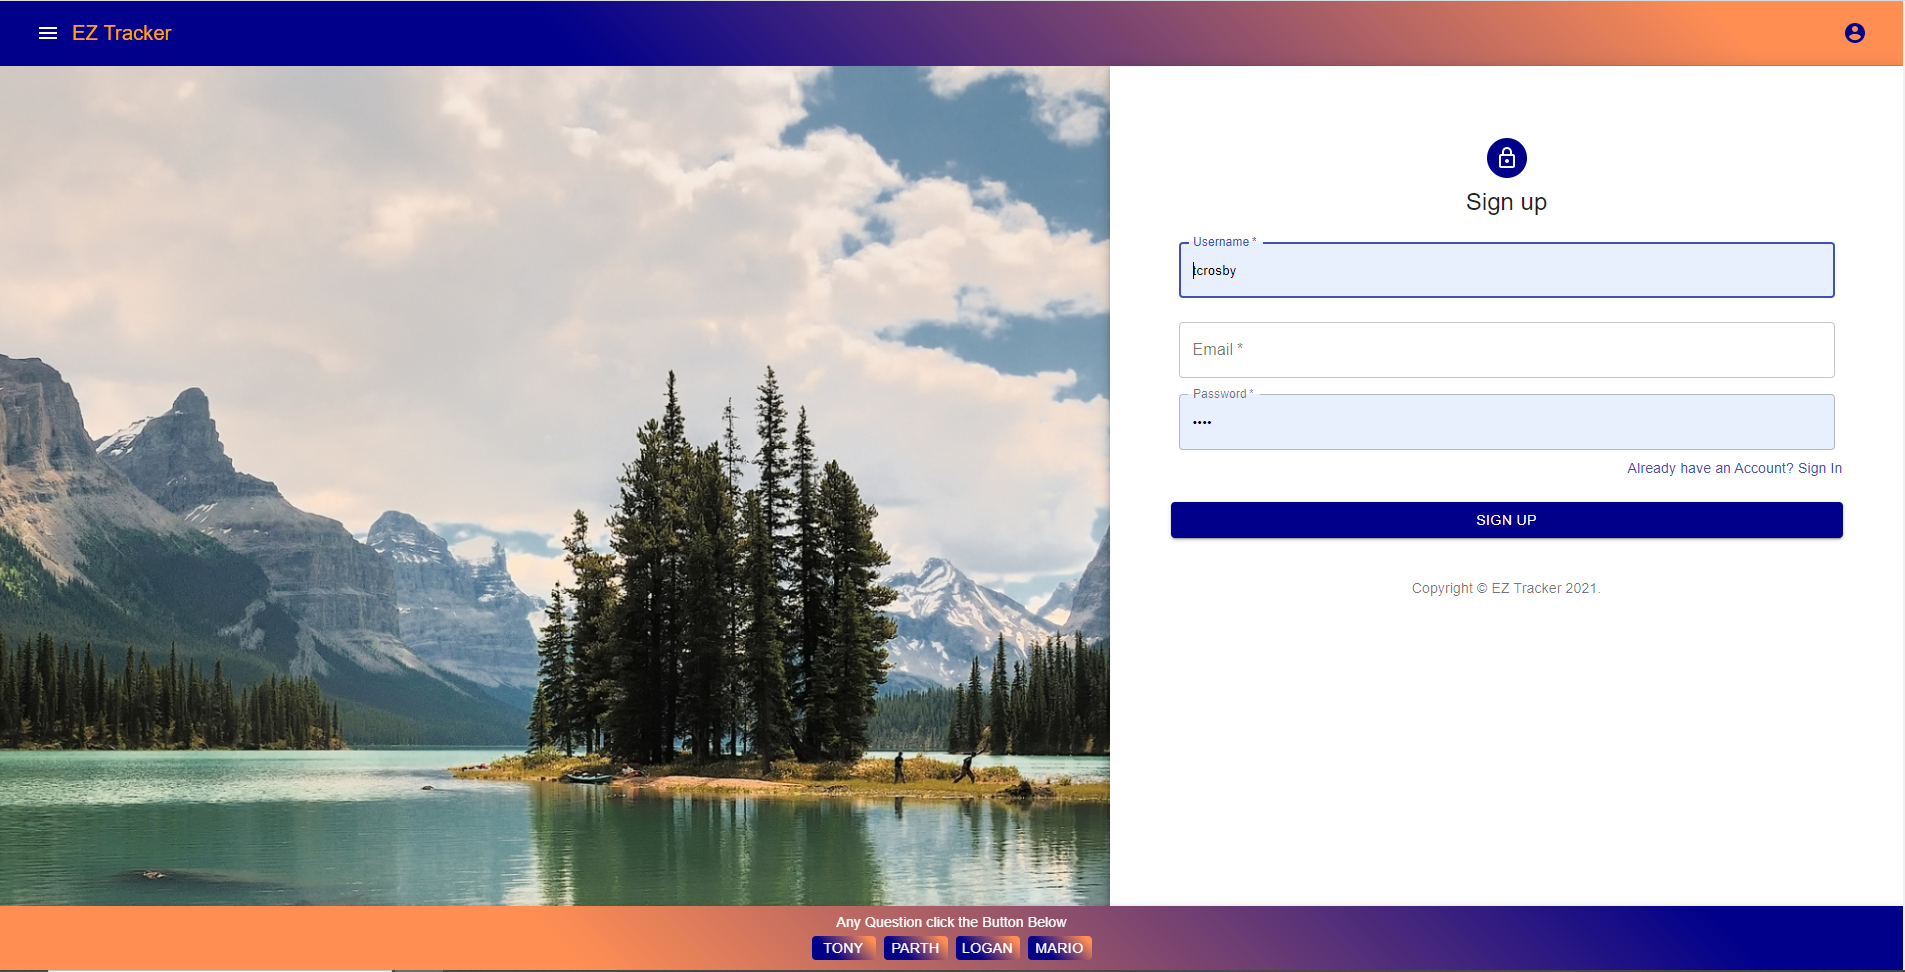 EZ Tracker
Sign up
Username *
tcrosby
Email *
Password *
••••
Already have an Account? Sign In
SIGN UP
Copyright © EZ Tracker 2021.
Any Question click the Button Below
TONY PARTH LOGAN MARIO